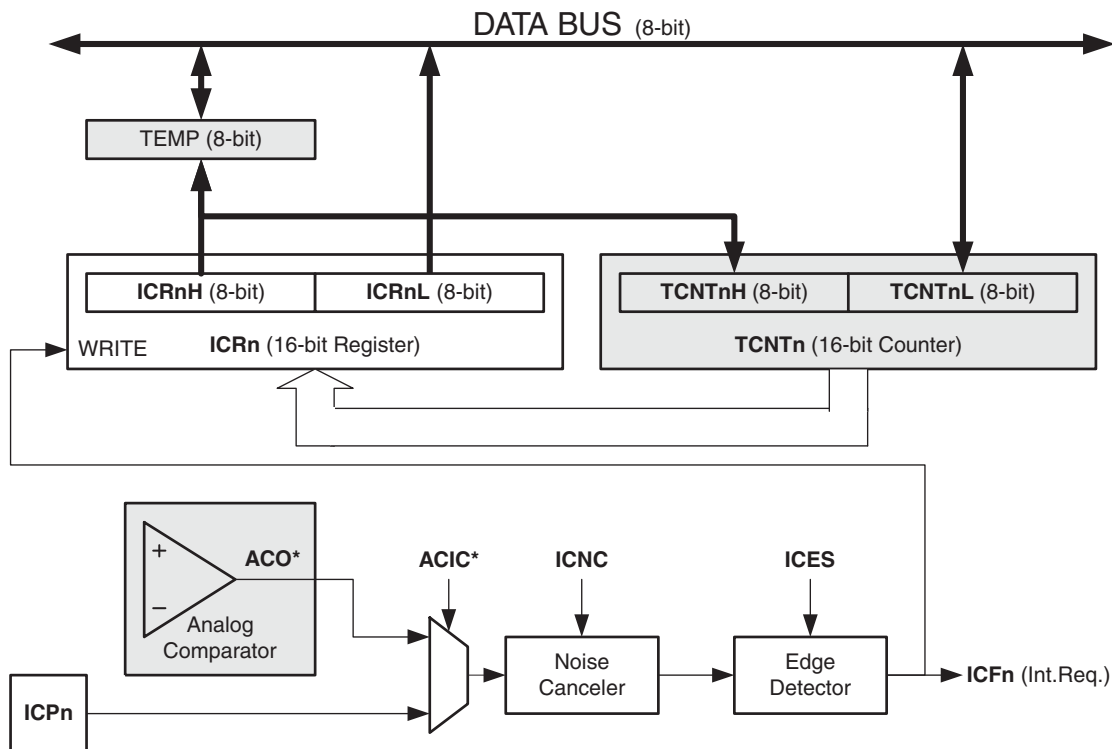 DATA BUS (8-bit)
TEMP (8-bit)
ICRnH (8-bit) ICRnL (8-bit) TCNTnH (8-bit) TCNTnL (8-bit)
WRITE ICRn (16-bit Register) TCNTn (16-bit Counter)
+ ACO* ACIC* ICNC ICES
−
Analog
Comparator
Noise
Canceler
Edge
Detector
ICFn (Int.Req.)
ICPn